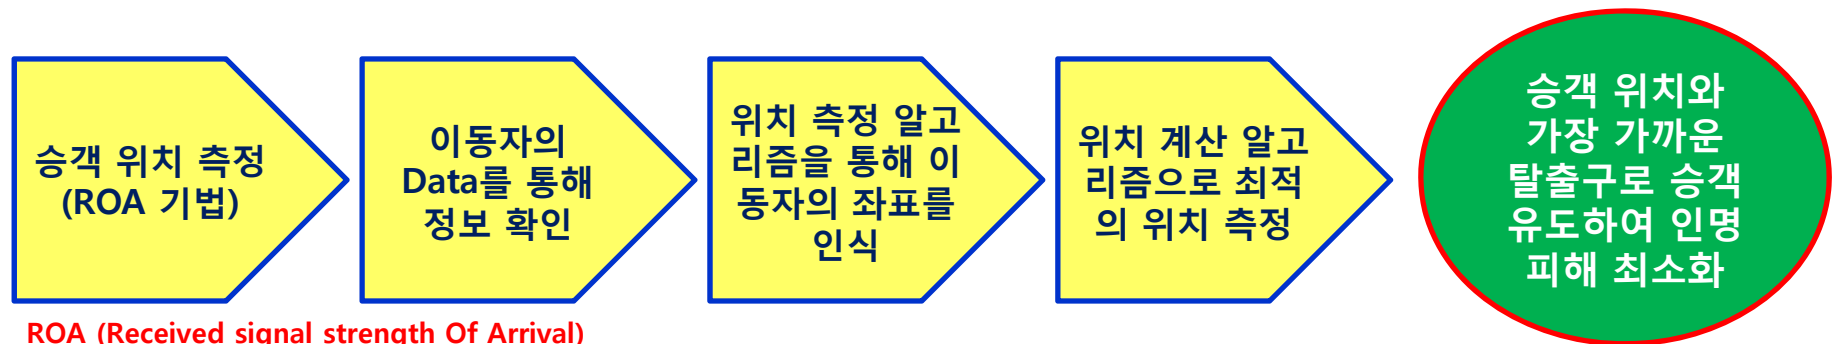 승객 위치 측정
(ROA 기법)
이동자의
Data를 통해
정보 확인
위치 측정 알고
리즘을 통해 이
동자의 좌표를
인식
위치 계산 알고
리즘으로 최적
의 위치 측정
승객 위치와
가장 가까운
탈출구로 승객
유도하여 인명
피해 최소화
ROA (Received signal strength Of Arrival)